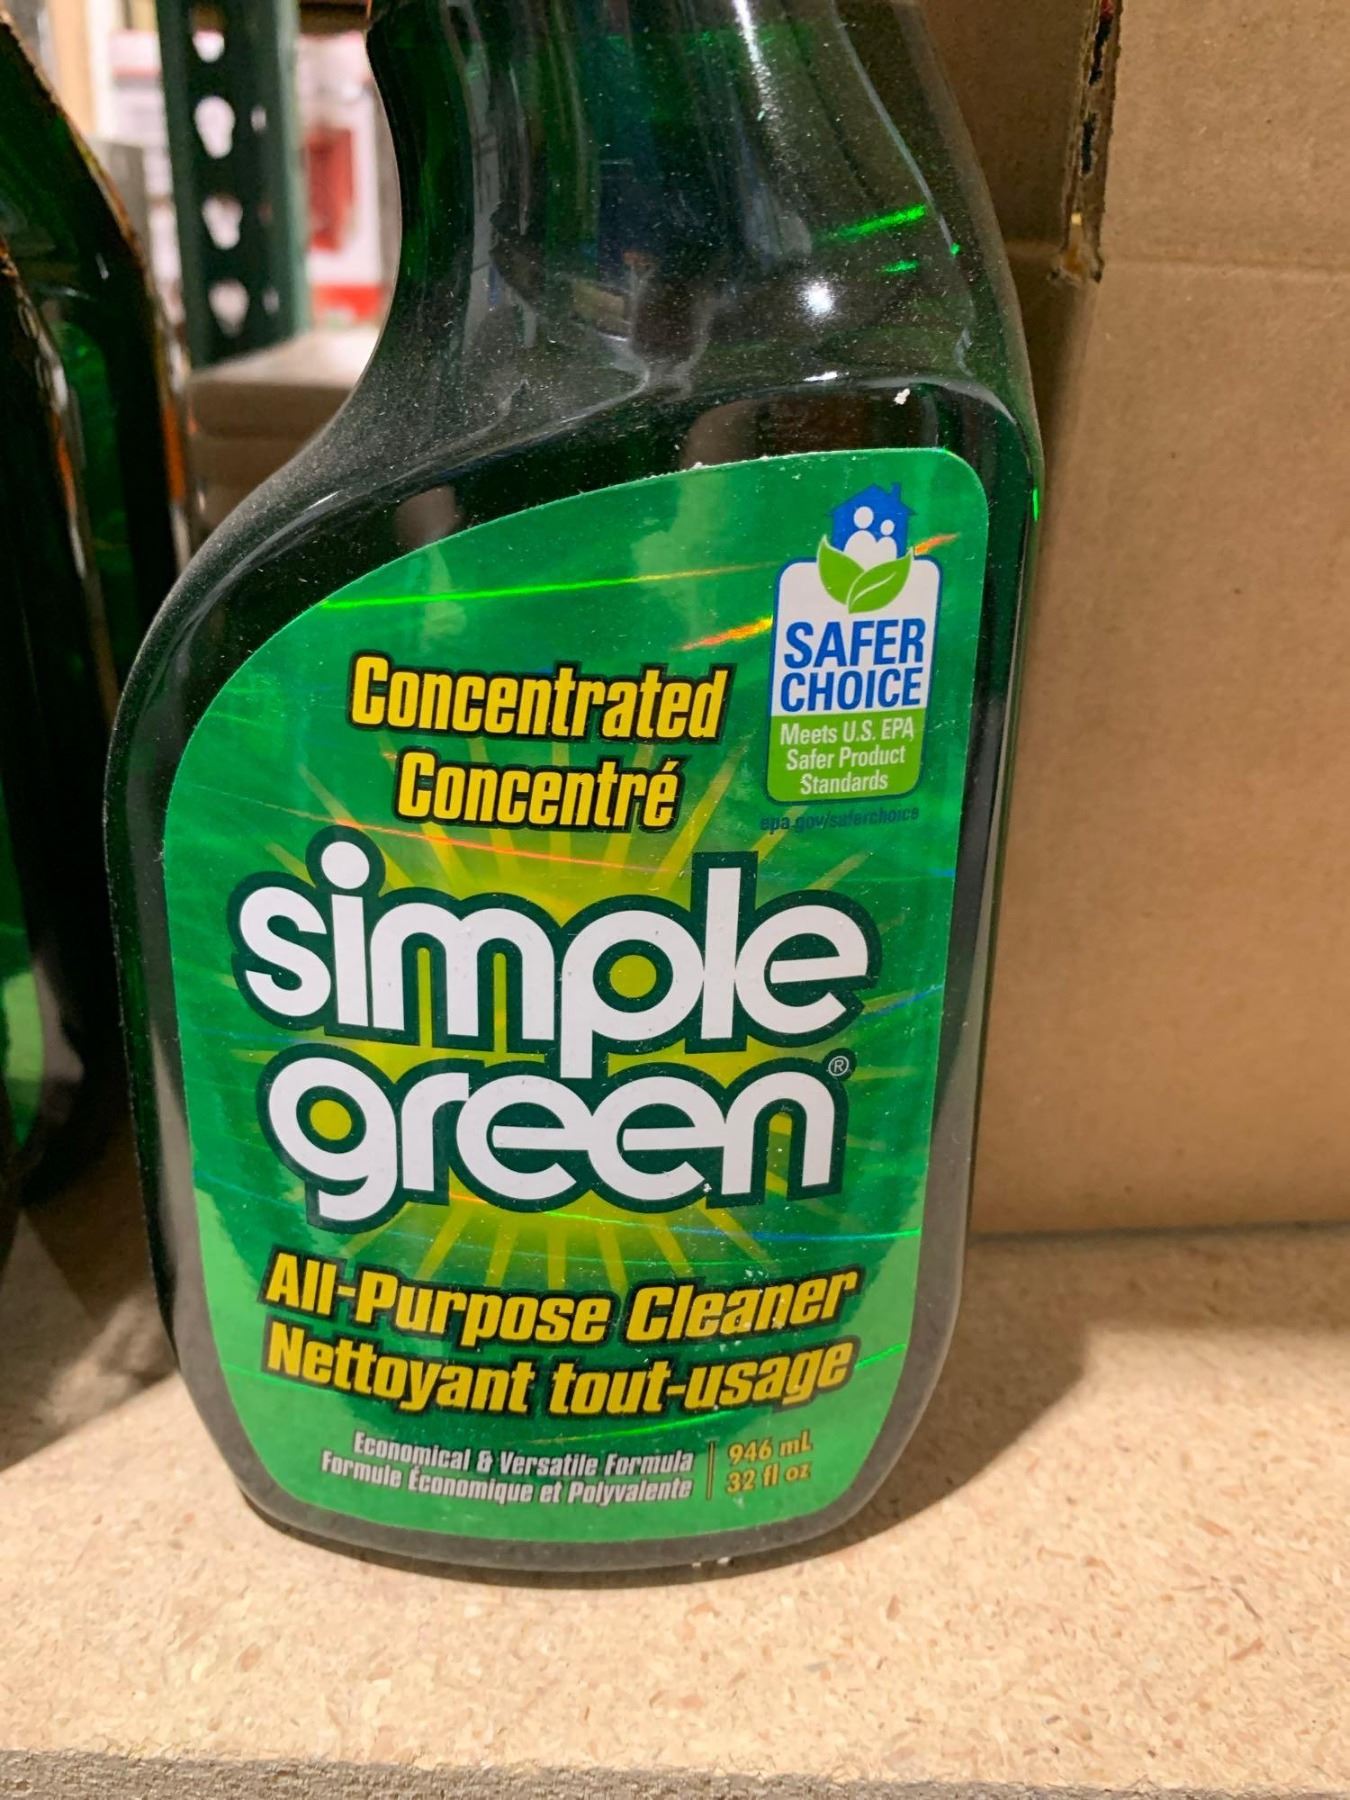 SAFER
CHOICE
Meets U.S. EPA
Safer Product
Standards
epa.gov/saferchoice
Concentrated
Concentré
simple
green®
All-Purpose Cleaner
Nettoyant tout-usage
Economical & Versatile Formula
Formule Économique et Polyvalente
946 mL
32 fl oz